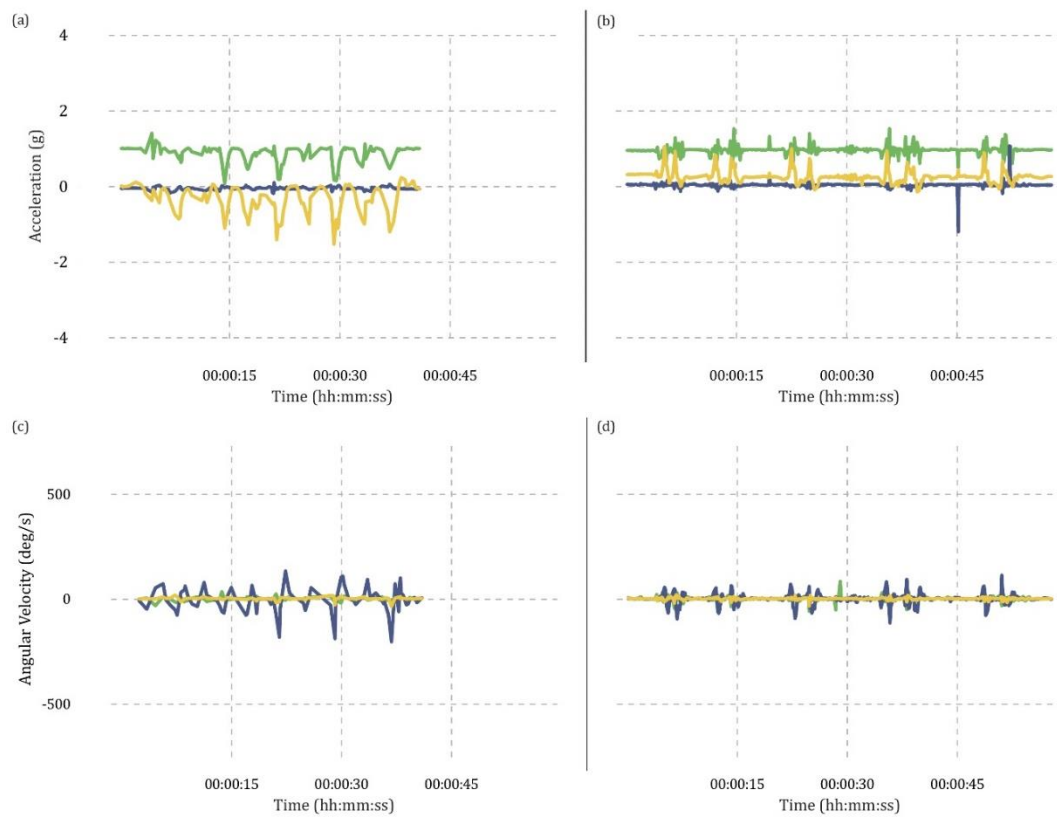 (a)
(b)
4
2
0
-2
-4
Acceleration (g)
00:00:15 00:00:30 00:00:45
Time (hh:mm:ss)
00:00:15 00:00:30 00:00:45
Time (hh:mm:ss)
(c)
(d)
500
0
-500
Angular Velocity (deg/s)
00:00:15 00:00:30 00:00:45
Time (hh:mm:ss)
00:00:15 00:00:30 00:00:45
Time (hh:mm:ss)